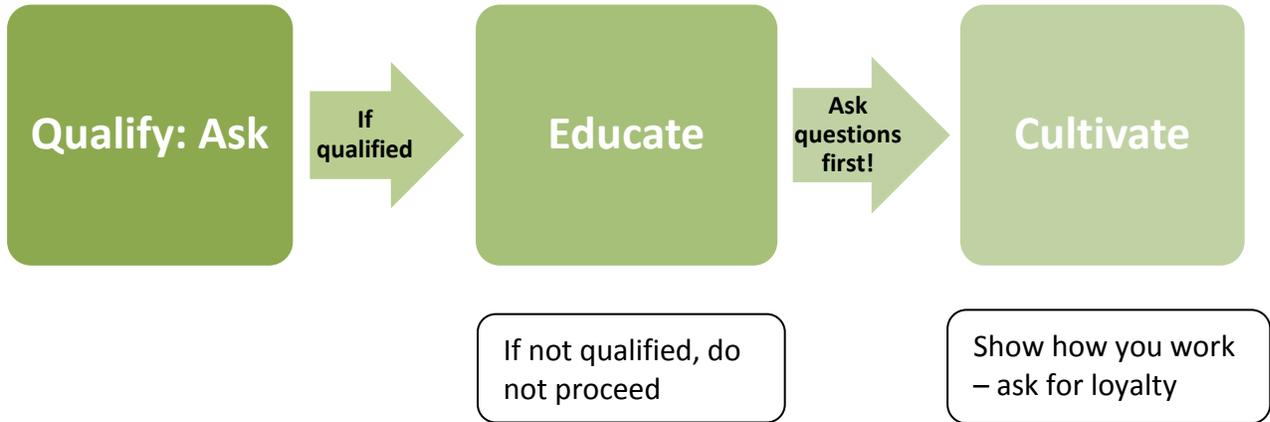 Qualify: Ask
If
qualified
Educate
Ask
questions
first!
Cultivate
If not qualified, do
not proceed
Show how you work
– ask for loyalty